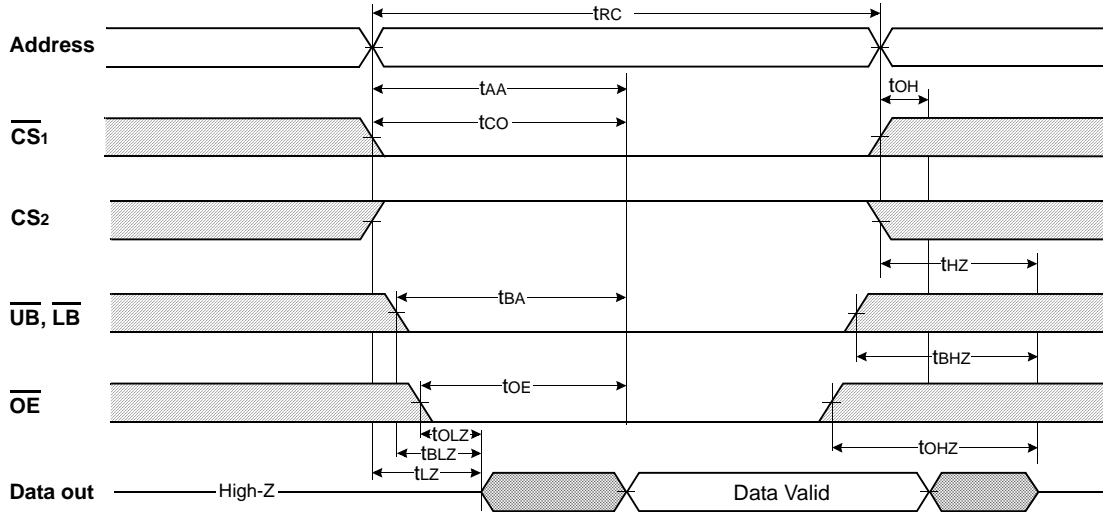 tRC
Address
tAA
tOH
tCO
CS1
CS2
tHZ
tBA
UB, LB
tBHZ
tOE
OE
tOLZ
tBLZ
tOHZ
tLZ
Data out
High-Z
Data Valid